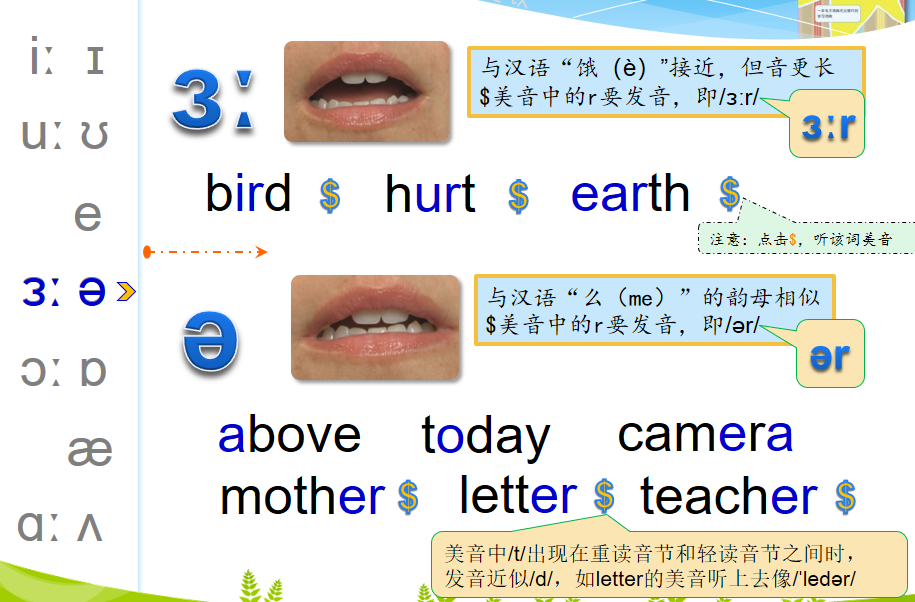 iː ɪ
uː ʊ
e
ɜː ə
ɔː ɒ
æ
ɑː ʌ
ɜː
与汉语“饿（è）”接近，但音更长
$美音中的r要发音，即/ɜːr/
ɜːr
bird $ hurt $ earth $
注意：点击$，听该词美音
ə
与汉语“么（me）”的韵母相似
$美音中的r要发音，即/ər/
ər
above today camera
mother $ letter $ teacher $
美音中/t/出现在重读音节和轻读音节之间时，
发音近似/d/，如letter的美音听上去像/ˈledər/